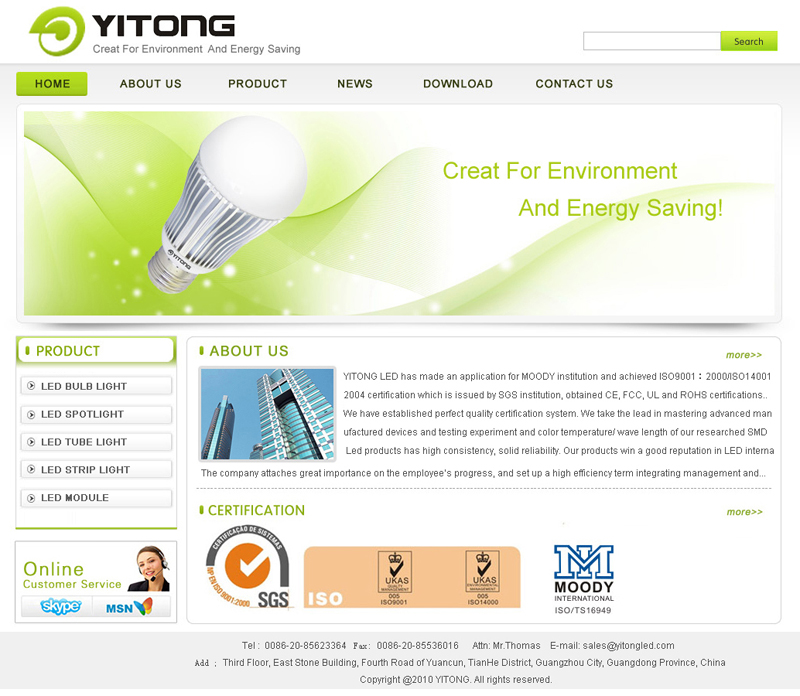 YITONG
Creat For Environment And Energy Saving
Search
HOME
ABOUT US
PRODUCT
NEWS
DOWNLOAD
CONTACT US
Creat For Environment
And Energy Saving!
YITONG
PRODUCT
LED BULB LIGHT
LED SPOTLIGHT
LED TUBE LIGHT
LED STRIP LIGHT
LED MODULE
Online
Customer Service
skype
MSN
ABOUT US
more>>
YITONG LED has made an application for MOODY institution and achieved ISO9001：2000/ISO14001
2004 certification which is issued by SGS institution, obtained CE, FCC, UL and ROHS certifications..
We have established perfect quality certification system. We take the lead in mastering advanced man
ufactured devices and testing experiment and color temperature/ wave length of our researched SMD
Led products has high consistency, solid reliability. Our products win a good reputation in LED interna
The company attaches great importance on the employee's progress, and set up a high efficiency term integrating management and...
CERTIFICATION
more>>
CERTIFICAÇÃO DE SISTEMAS
NP EN ISO 9001:2000
SGS
ISO
UKAS
005
ISO9001
UKAS
005
ISO14000
MOODY
INTERNATIONAL
ISO/TS16949
Tel : 0086-20-85623364 Fax: 0086-20-85536016 Attn: Mr.Thomas E-mail: sales@yitongled.com
Add ; Third Floor, East Stone Building, Fourth Road of Yuancun, TianHe District, Guangzhou City, Guangdong Province, China
Copyright @2010 YITONG. All rights reserved.